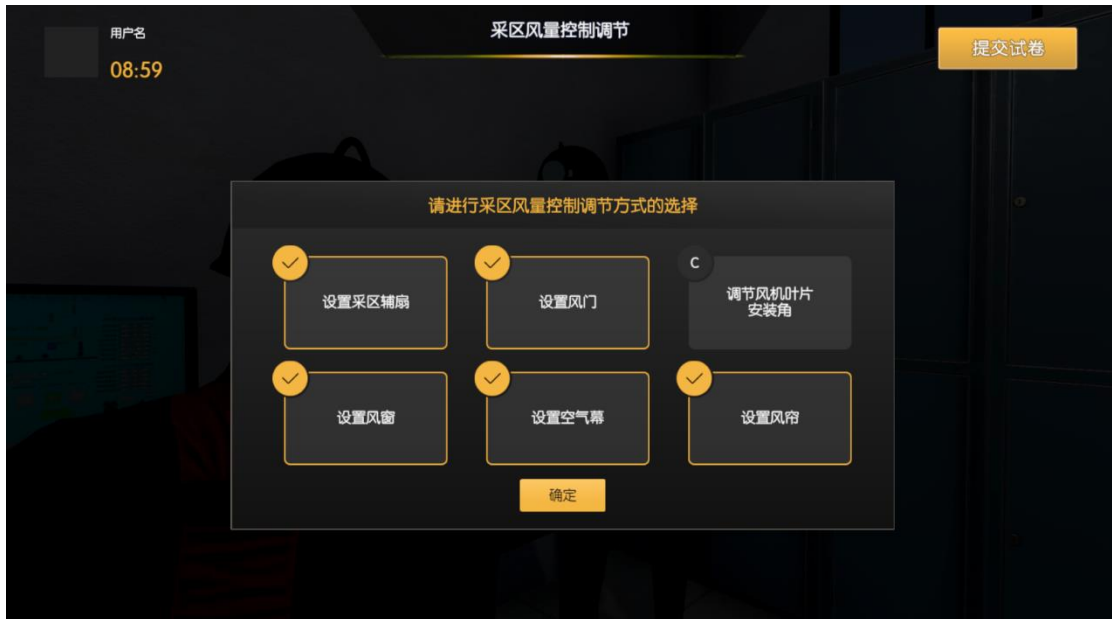 用户名
08:59
采区风量控制调节
提交试卷
请进行采区风量控制调节方式的选择
设置采区辅扇
设置风门
C
调节风机叶片
安装角
设置风窗
设置空气幕
设置风帘
确定